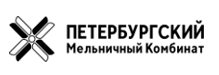 ПЕТЕРБУРГСКИЙ
Мельничный Комбинат